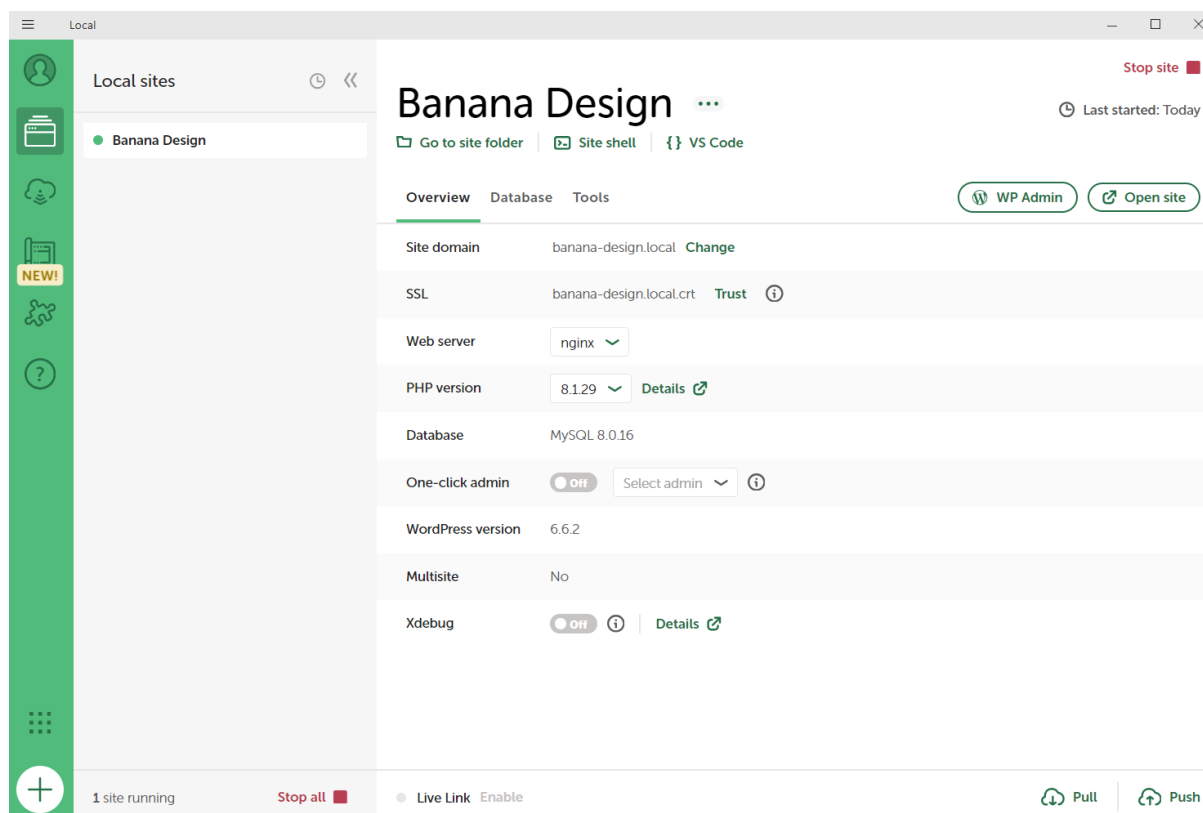 Local
Local sites
Banana Design
1 site running
Stop all
Stop site
Banana Design ...
Last started: Today
Go to site folder
Site shell
VS Code
Overview
Database
Tools
WP Admin
Open site
Site domain banana-design.local Change
SSL banana-design.local.crt Trust
Web server nginx
PHP version 8.1.29 Details
Database MySQL 8.0.16
One-click admin Off Select admin
WordPress version 6.6.2
Multisite No
Xdebug Off Details
Live Link Enable
Pull
Push
NEW!